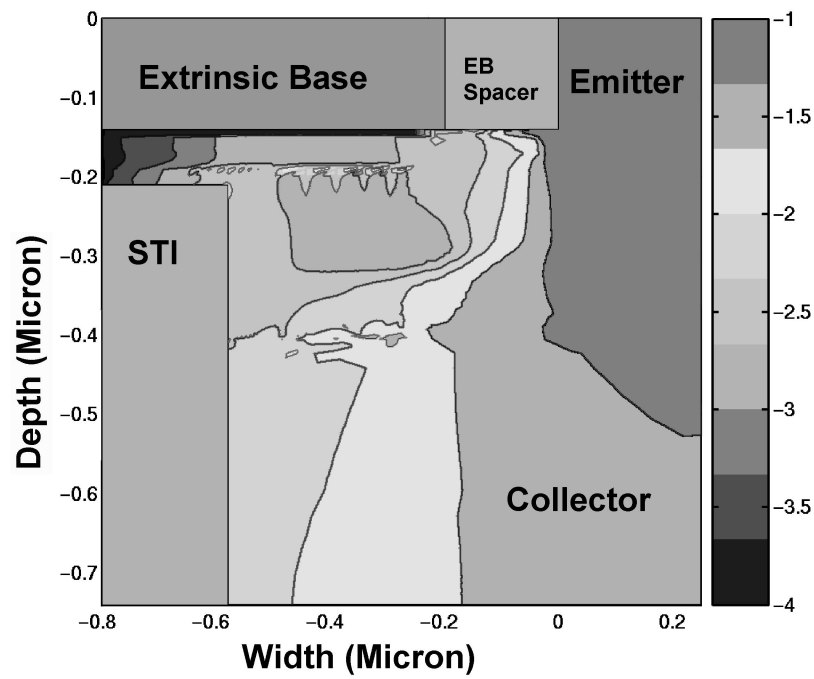 0
−0.1
−0.2
−0.3
−0.4
−0.5
−0.6
−0.7
Depth (Micron)
Extrinsic Base
EB
Spacer
Emitter
STI
Collector
−0.8
−0.6
−0.4
−0.2
0
0.2
Width (Micron)
−1
−1.5
−2
−2.5
−3
−3.5
−4